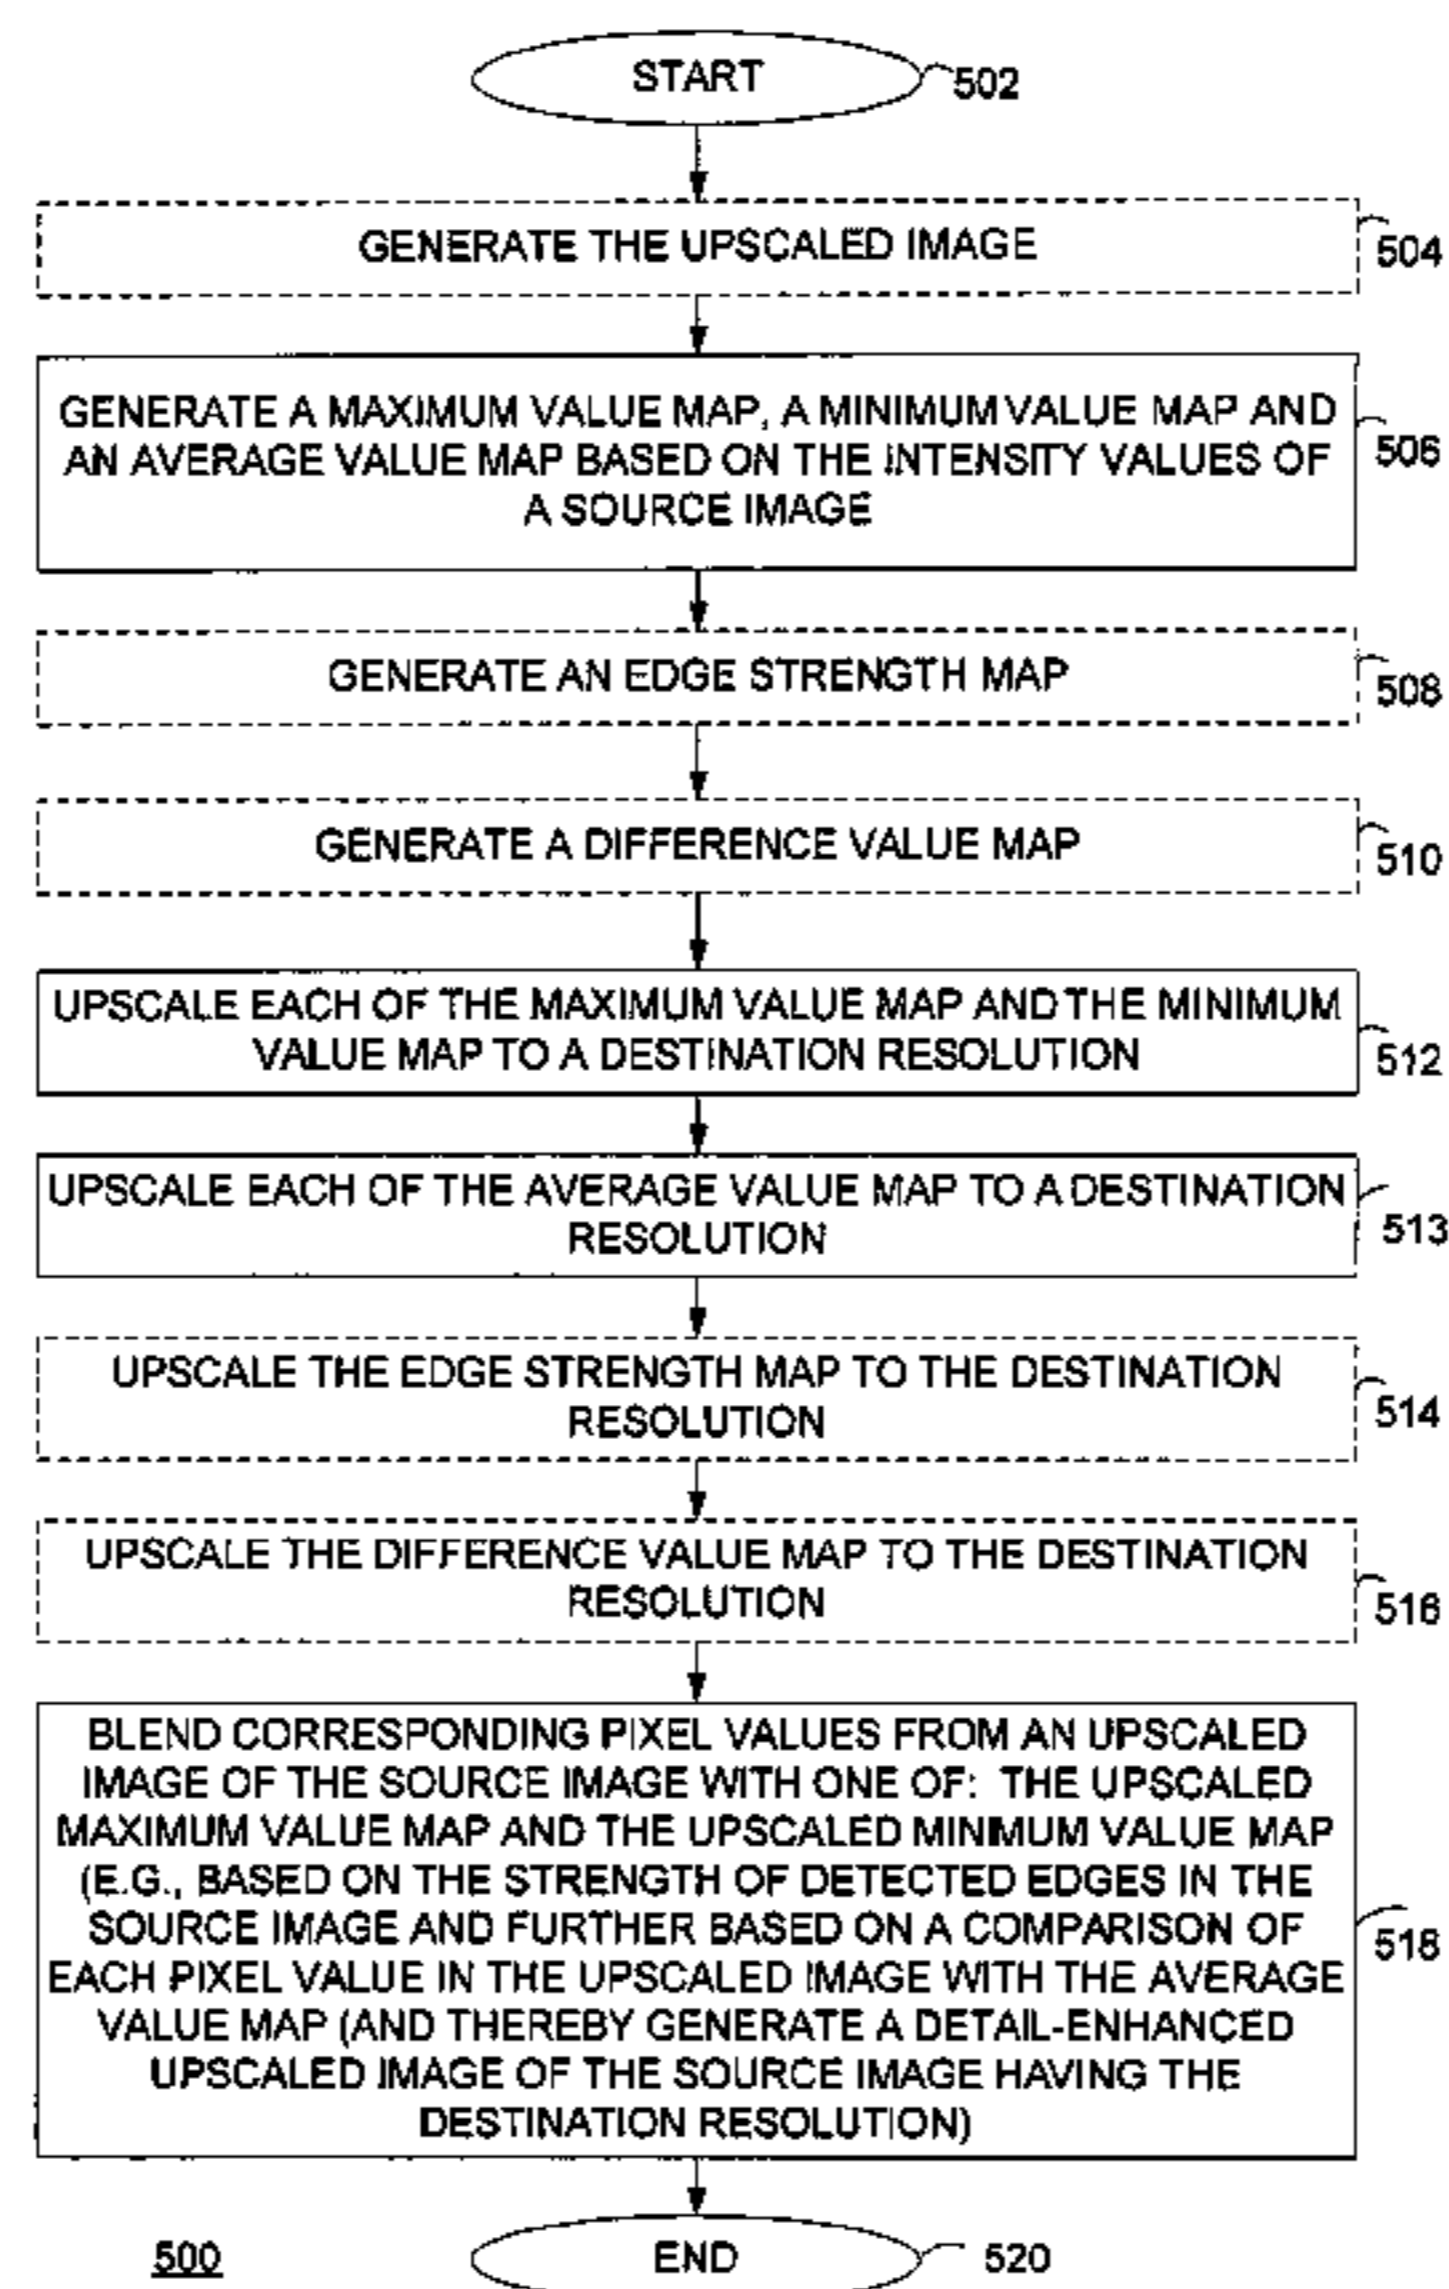 START
502
GENERATE THE UPSCALED IMAGE
504
GENERATE A MAXIMUM VALUE MAP, A MINIMUM VALUE MAP AND
AN AVERAGE VALUE MAP BASED ON THE INTENSITY VALUES OF
A SOURCE IMAGE
506
GENERATE AN EDGE STRENGTH MAP
508
GENERATE A DIFFERENCE VALUE MAP
510
UPSCALE EACH OF THE MAXIMUM VALUE MAP AND THE MINIMUM
VALUE MAP TO A DESTINATION RESOLUTION
512
UPSCALE EACH OF THE AVERAGE VALUE MAP TO A DESTINATION
RESOLUTION
513
UPSCALE THE EDGE STRENGTH MAP TO THE DESTINATION
RESOLUTION
514
UPSCALE THE DIFFERENCE VALUE MAP TO THE DESTINATION
RESOLUTION
516
BLEND CORRESPONDING PIXEL VALUES FROM AN UPSCALED
IMAGE OF THE SOURCE IMAGE WITH ONE OF: THE UPSCALED
MAXIMUM VALUE MAP AND THE UPSCALED MINIMUM VALUE MAP
(E.G., BASED ON THE STRENGTH OF DETECTED EDGES IN THE
SOURCE IMAGE AND FURTHER BASED ON A COMPARISON OF
EACH PIXEL VALUE IN THE UPSCALED IMAGE WITH THE AVERAGE
VALUE MAP (AND THEREBY GENERATE A DETAIL-ENHANCED
UPSCALED IMAGE OF THE SOURCE IMAGE HAVING THE
DESTINATION RESOLUTION)
518
500
END
520